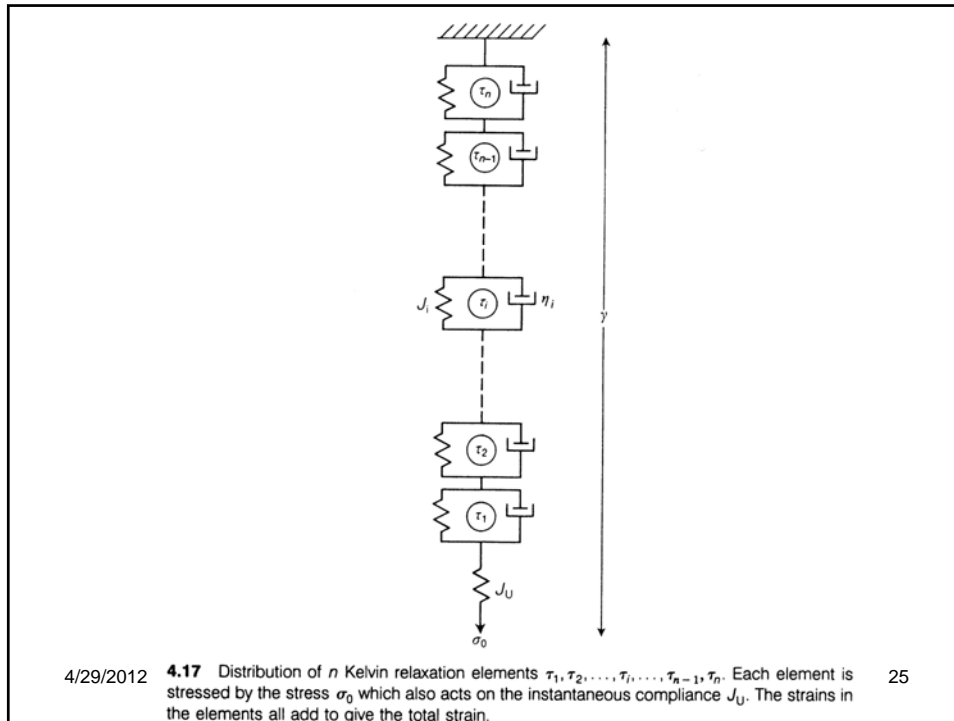 τₙ
τₙ₋₁
Jᵢ τᵢ ηᵢ
γ
τ₂
τ₁
J_U
σ₀
4/29/2012
4.17 Distribution of n Kelvin relaxation elements τ₁, τ₂, . . . , τᵢ, . . . , τₙ₋₁, τₙ. Each element is
stressed by the stress σ₀ which also acts on the instantaneous compliance J_U. The strains in
the elements all add to give the total strain.
25